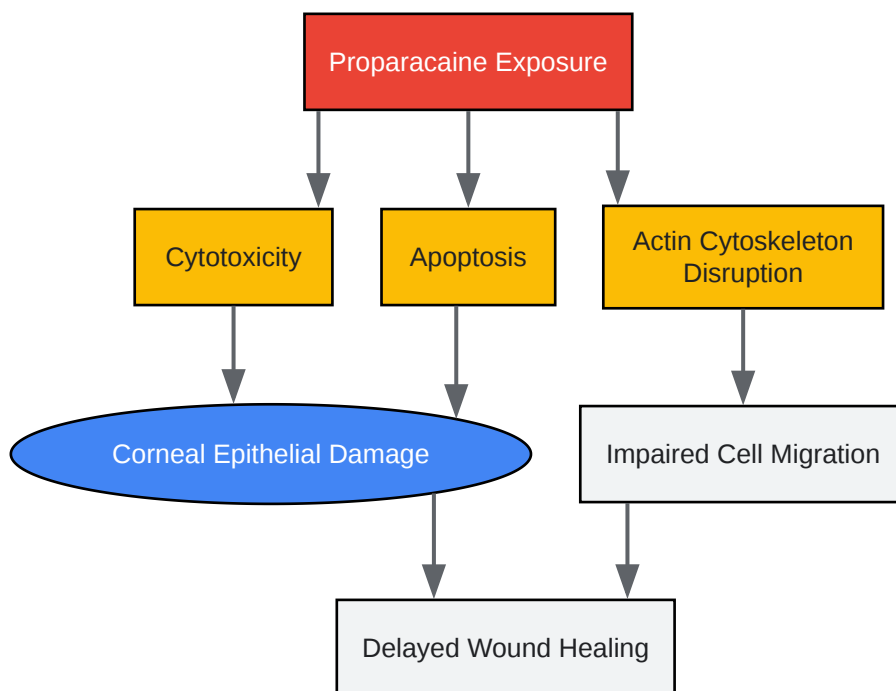 Proparacaine Exposure
Cytotoxicity
Apoptosis
Actin Cytoskeleton
Disruption
Corneal Epithelial Damage
Impaired Cell Migration
Delayed Wound Healing